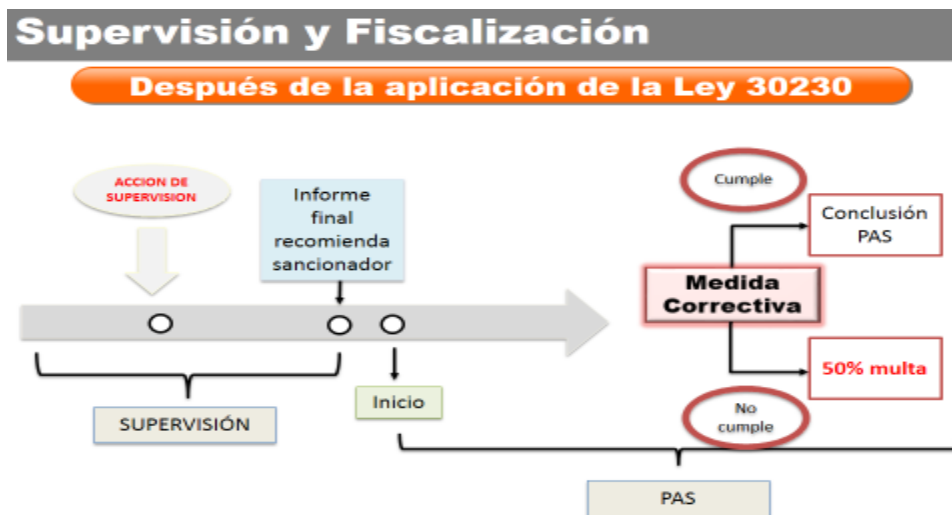 Supervisión y Fiscalización
Después de la aplicación de la Ley 30230
ACCION DE
SUPERVISION
Informe
final
recomienda
sancionador
Cumple
Conclusión
PAS
Medida
Correctiva
50% multa
No
cumple
Inicio
SUPERVISIÓN
PAS